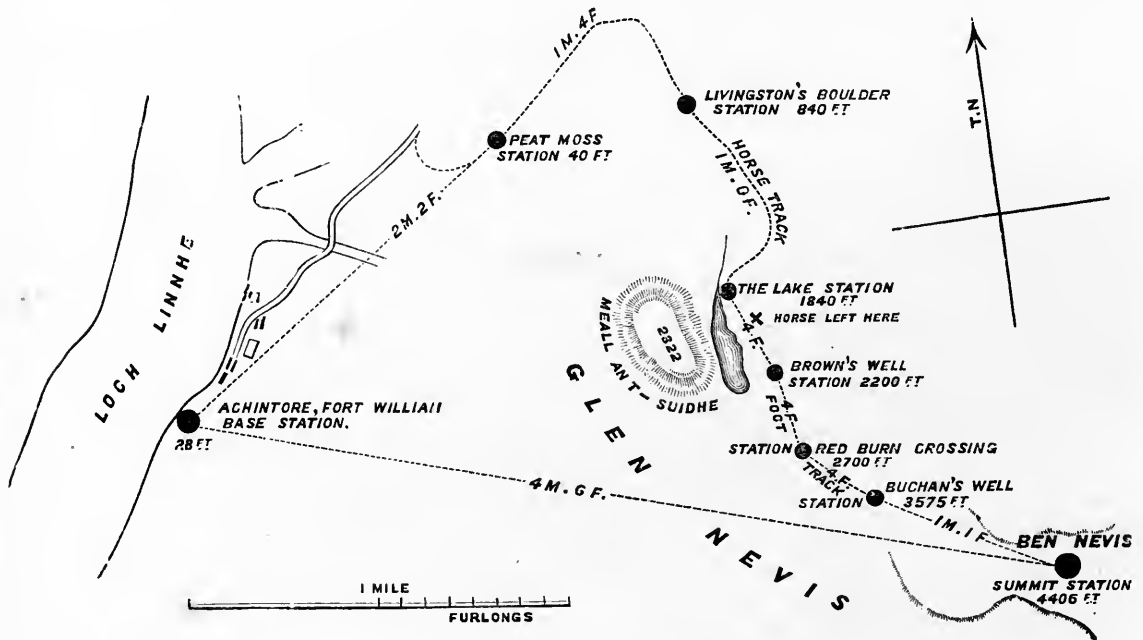 1 M. 4 F.
T. N
LIVINGSTON'S BOULDER
STATION 840 FT
PEAT MOSS
STATION 40 FT
HORSE TRACK
1 M. 0 F.
2 M. 2 F.
LOCH LINNHE
THE LAKE STATION
1840 FT
X HORSE LEFT HERE
4 F.
2322
MEALL ANT-SUIDHE
BROWN'S WELL
STATION 2200 FT
4 F.
FOOT TRACK
ACHINTORE, FORT WILLIAM
BASE STATION.
28 FT
GLEN NEVIS
STATION RED BURN CROSSING
2700 FT
4 F.
BUCHAN'S WELL
STATION 3575 FT
4 M. 6 F.
1 M. 1 F.
BEN NEVIS
SUMMIT STATION
4406 FT
1 MILE
FURLONGS